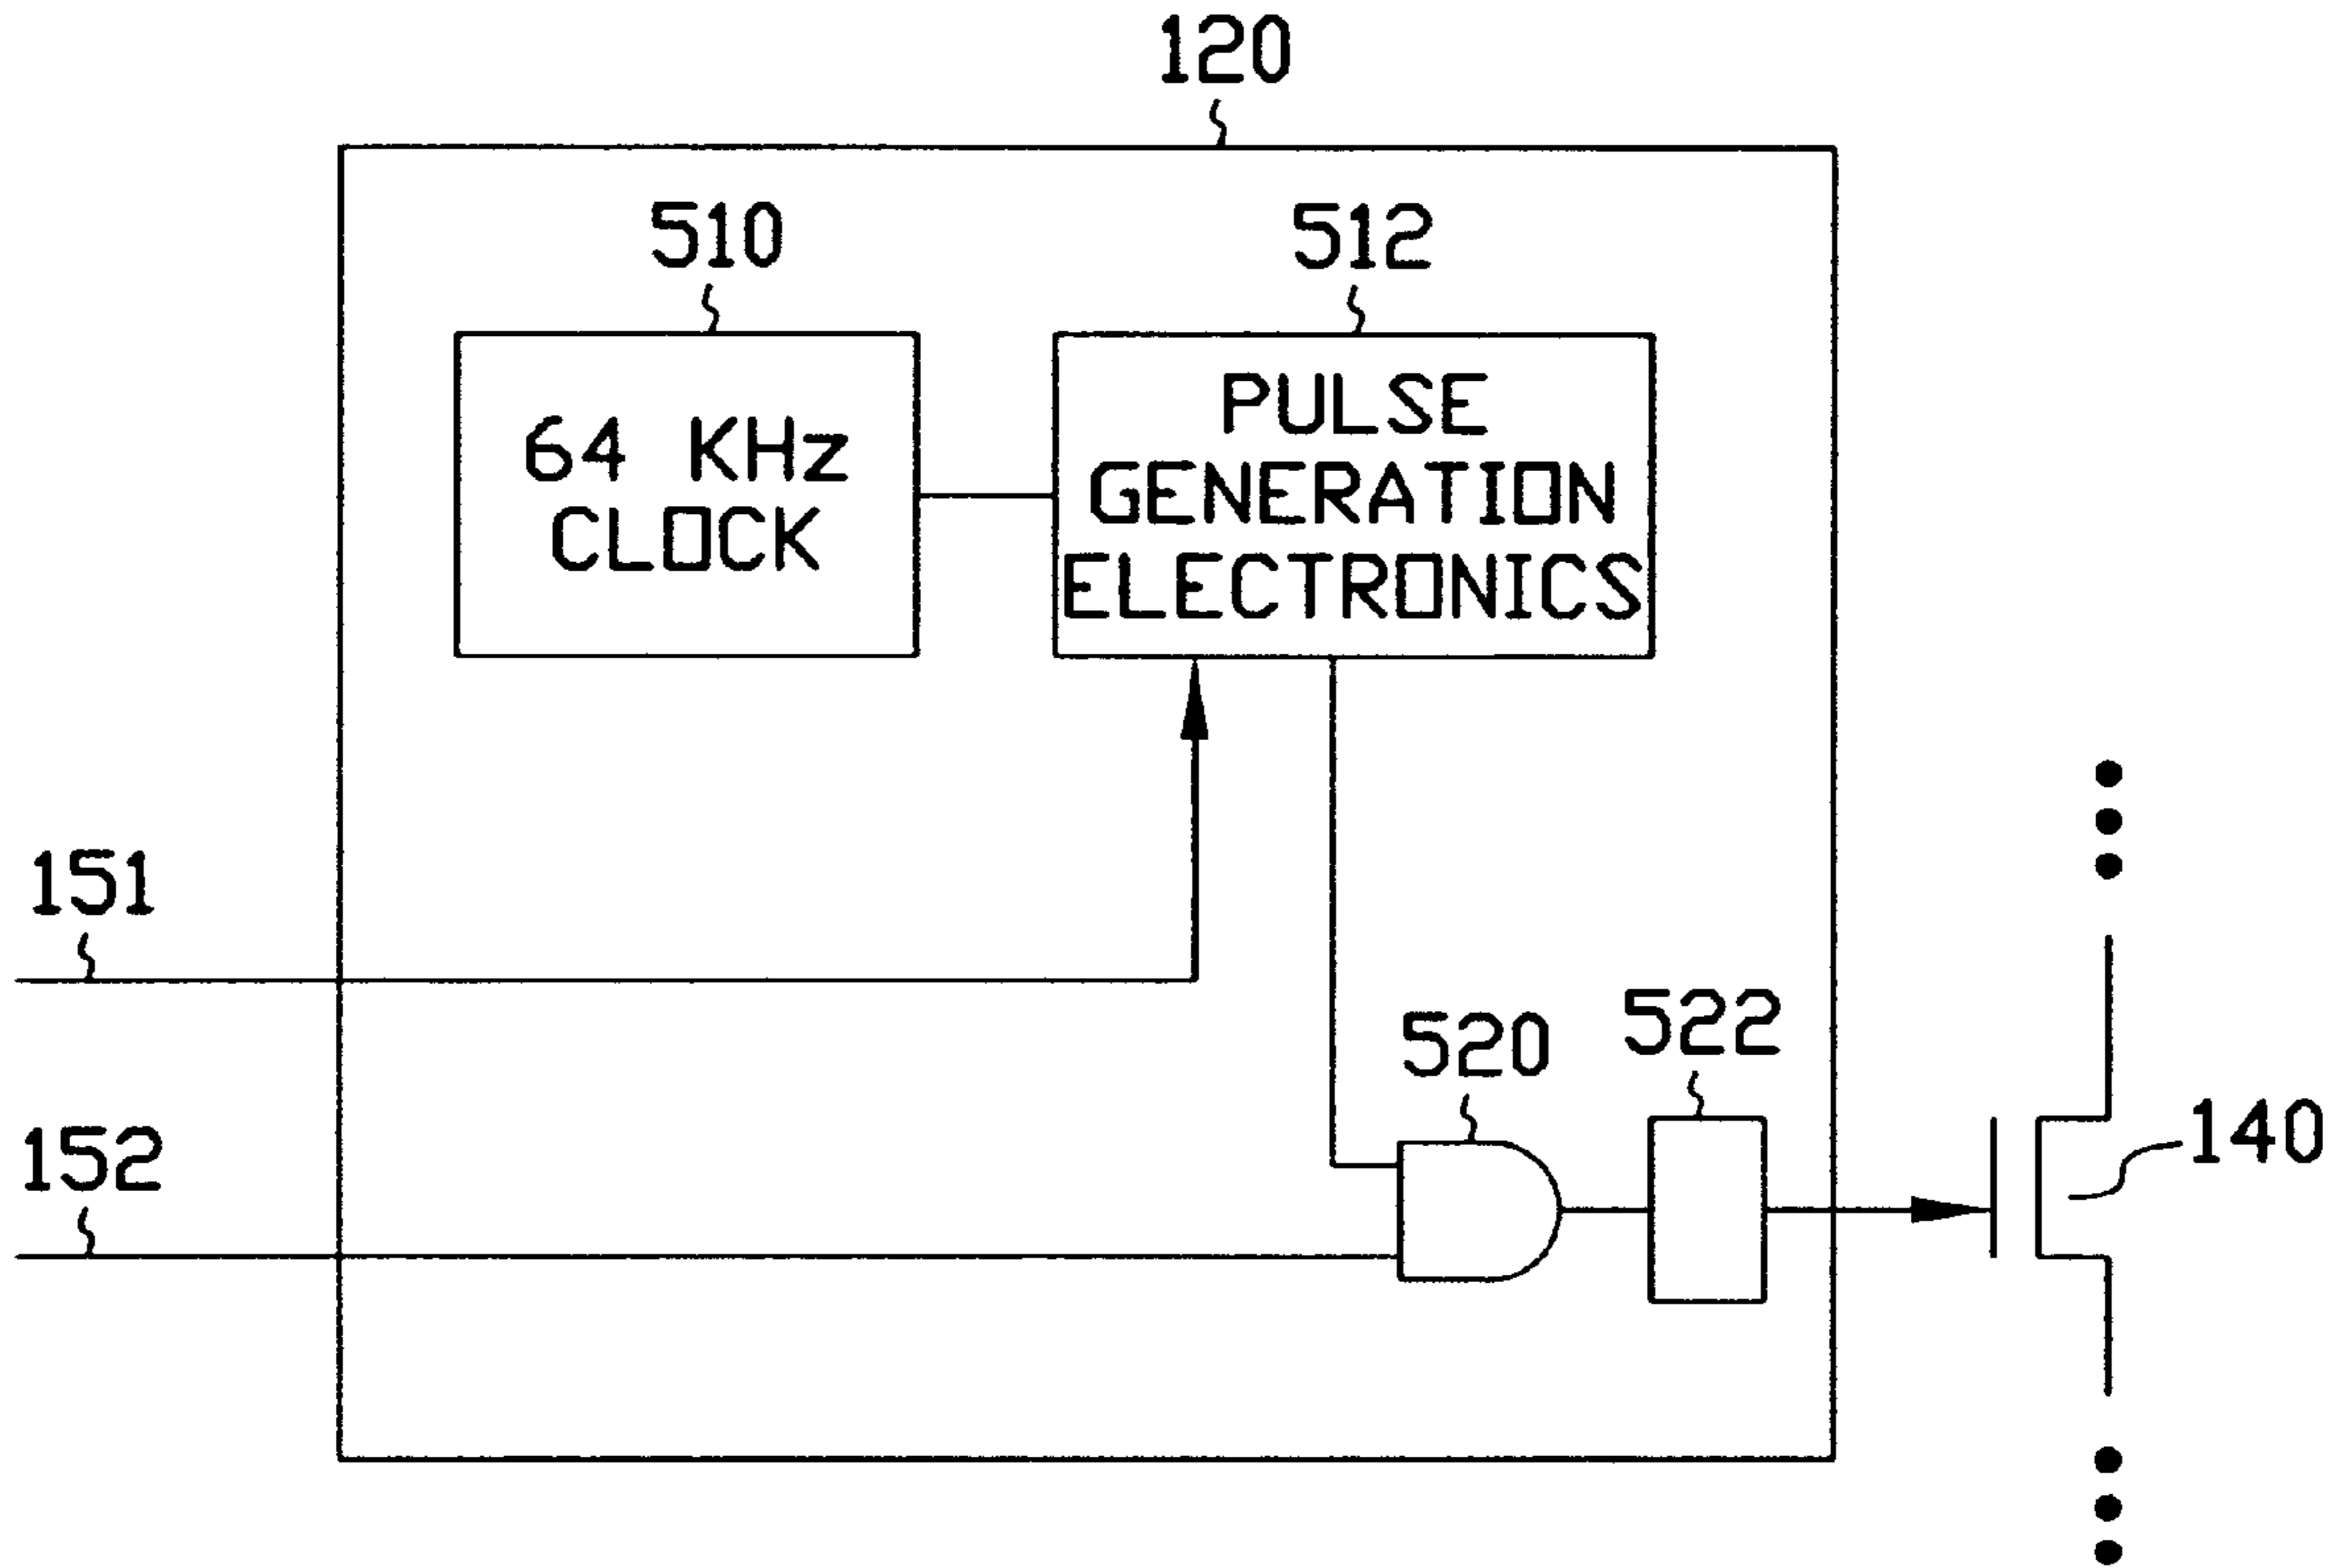 120
510
512
64 KHz
CLOCK
PULSE
GENERATION
ELECTRONICS
151
152
520
522
140